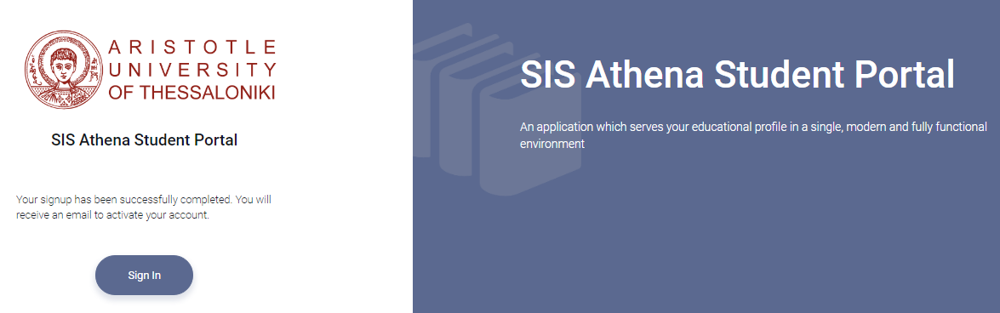 ARISTOTLE
UNIVERSITY
OF THESSALONIKI
SIS Athena Student Portal
Your signup has been successfully completed. You will
receive an email to activate your account.
Sign In
SIS Athena Student Portal
An application which serves your educational profile in a single, modern and fully functional
environment